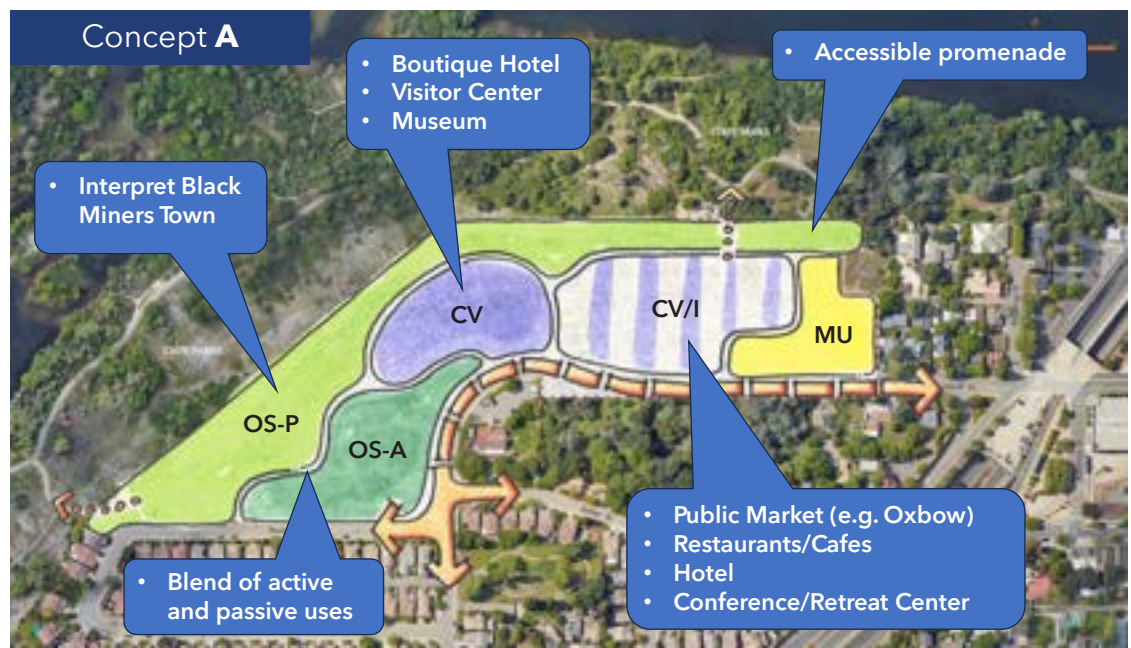 Concept A
• Boutique Hotel
• Visitor Center
• Museum
• Accessible promenade
• Interpret Black
Miners Town
CV
CV/I
MU
OS-P
OS-A
• Public Market (e.g. Oxbow)
• Restaurants/Cafes
• Hotel
• Conference/Retreat Center
• Blend of active
and passive uses